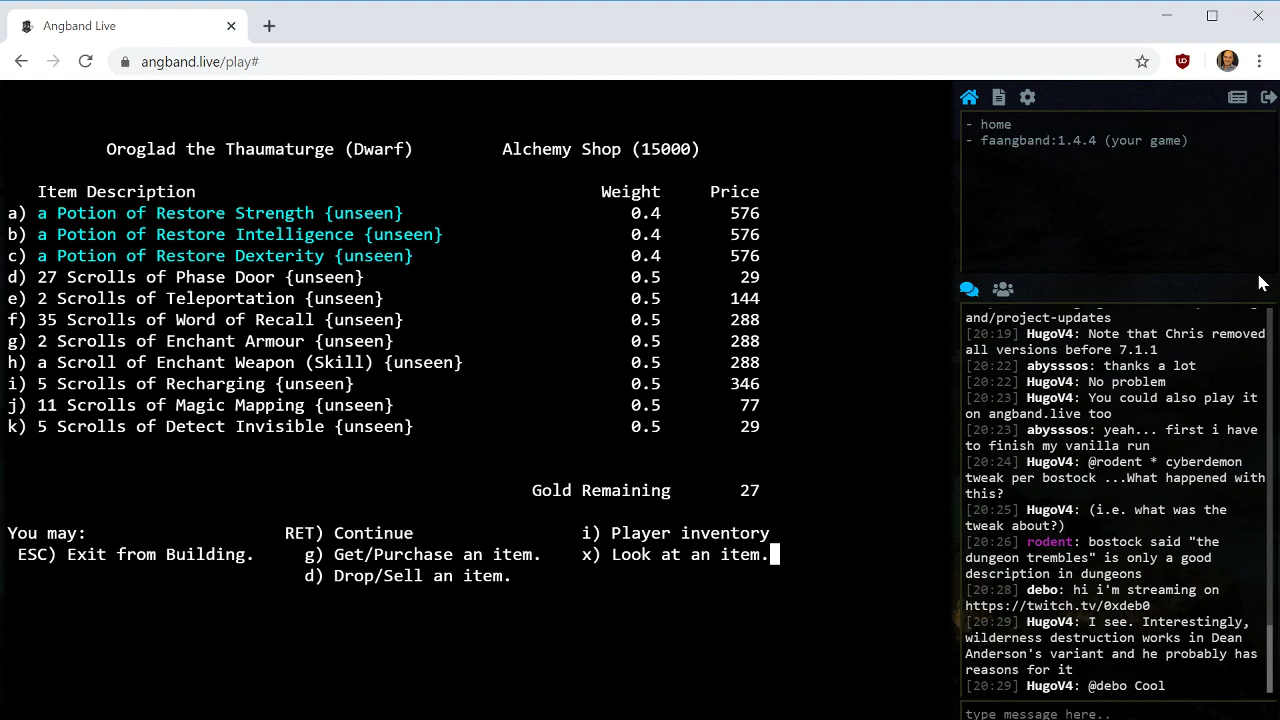 Angband Live
angband.live/play#
Oroglad the Thaumaturge (Dwarf) Alchemy Shop (15000)
Item Description Weight Price
a) a Potion of Restore Strength {unseen} 0.4 576
b) a Potion of Restore Intelligence {unseen} 0.4 576
c) a Potion of Restore Dexterity {unseen} 0.4 576
d) 27 Scrolls of Phase Door {unseen} 0.5 29
e) 2 Scrolls of Teleportation {unseen} 0.5 144
f) 35 Scrolls of Word of Recall {unseen} 0.5 288
g) 2 Scrolls of Enchant Armour {unseen} 0.5 288
h) a Scroll of Enchant Weapon (Skill) {unseen} 0.5 288
i) 5 Scrolls of Recharging {unseen} 0.5 346
j) 11 Scrolls of Magic Mapping {unseen} 0.5 77
k) 5 Scrolls of Detect Invisible {unseen} 0.5 29
Gold Remaining 27
You may: RET) Continue i) Player inventory
ESC) Exit from Building. g) Get/Purchase an item. x) Look at an item.
d) Drop/Sell an item.
- home
- faangband:1.4.4 (your game)
and/project-updates
[20:19] HugoV4: Note that Chris removed
all versions before 7.1.1
[20:22] abysssos: thanks a lot
[20:22] HugoV4: No problem
[20:23] HugoV4: You could also play it
on angband.live too
[20:23] abysssos: yeah... first i have
to finish my vanilla run
[20:24] HugoV4: @rodent * cyberdemon
tweak per bostock ...What happened with
this?
[20:25] HugoV4: (i.e. what was the
tweak about?)
[20:26] rodent: bostock said "the
dungeon trembles" is only a good
description in dungeons
[20:28] debo: hi i'm streaming on
https://twitch.tv/0xdeb0
[20:29] HugoV4: I see. Interestingly,
wilderness destruction works in Dean
Anderson's variant and he probably has
reasons for it
[20:29] HugoV4: @debo Cool
type message here..